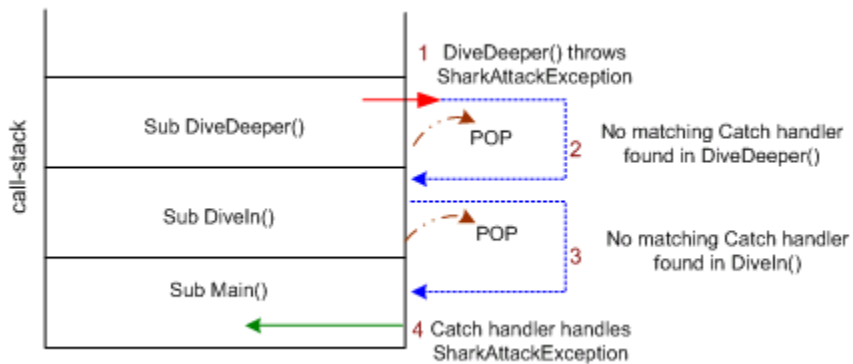 call-stack
1 DiveDeeper() throws
SharkAttackException
Sub DiveDeeper()
POP
2
No matching Catch handler
found in DiveDeeper()
Sub DiveIn()
POP
3
No matching Catch handler
found in DiveIn()
Sub Main()
4 Catch handler handles
SharkAttackException